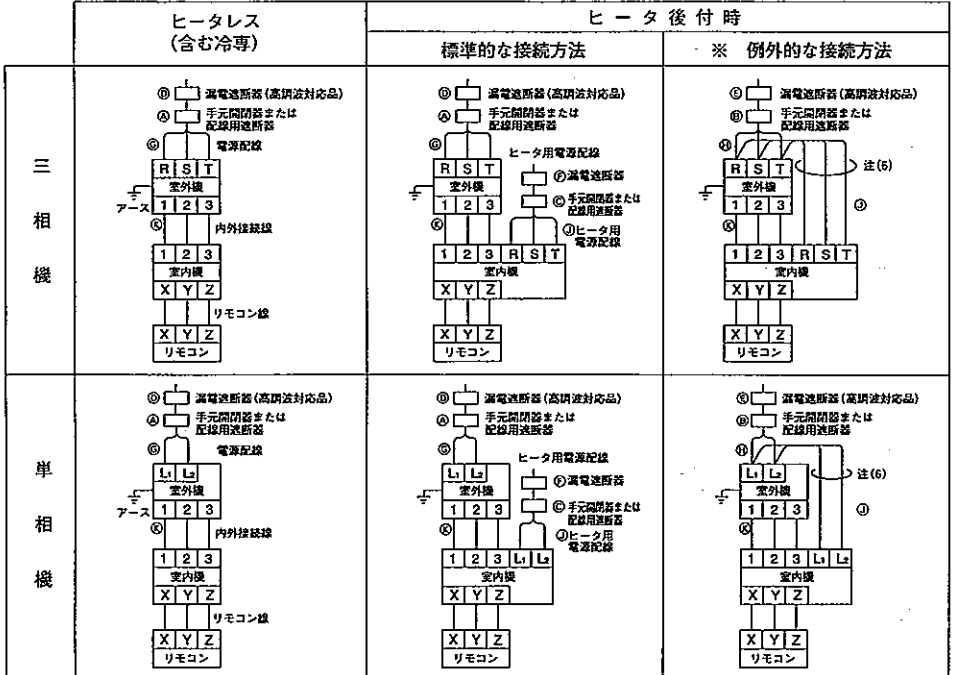 ヒータレス
(含む冷専)
ヒータ後付時
標準的な接続方法
※ 例外的な接続方法
三相機
Ⓓ 漏電遮断器(高調波対応品)
Ⓐ 手元開閉器または
配線用遮断器
Ⓖ 電源配線
R S T
室外機
アース
1 2 3
Ⓚ 内外接続線
1 2 3
室内機
X Y Z
リモコン線
X Y Z
リモコン
Ⓓ 漏電遮断器(高調波対応品)
Ⓐ 手元開閉器または
配線用遮断器
Ⓖ
ヒータ用電源配線
R S T
Ⓕ漏電遮断器
室外機
Ⓒ 手元開閉器または
配線用遮断器
1 2 3
Ⓚ
Ⓙヒータ用
電源配線
1 2 3 R S T
室内機
X Y Z
X Y Z
リモコン
Ⓔ 漏電遮断器(高調波対応品)
Ⓑ 手元開閉器または
配線用遮断器
Ⓗ
R S T
注(6)
室外機
1 2 3
Ⓙ
Ⓚ
1 2 3 R S T
室内機
X Y Z
X Y Z
リモコン
単相機
Ⓓ 漏電遮断器(高調波対応品)
Ⓐ 手元開閉器または
配線用遮断器
Ⓖ 電源配線
L₁ L₂
室外機
アース
1 2 3
Ⓚ 内外接続線
1 2 3
室内機
X Y Z
リモコン線
X Y Z
リモコン
Ⓓ 漏電遮断器(高調波対応品)
Ⓐ 手元開閉器または
配線用遮断器
Ⓖ
ヒータ用電源配線
L₁ L₂
Ⓕ漏電遮断器
室外機
Ⓒ 手元開閉器または
配線用遮断器
1 2 3
Ⓚ
Ⓙヒータ用
電源配線
1 2 3 L₁ L₂
室内機
X Y Z
X Y Z
リモコン
Ⓔ 漏電遮断器(高調波対応品)
Ⓑ 手元開閉器または
配線用遮断器
Ⓗ
L₁ L₂
注(6)
室外機
1 2 3
Ⓙ
Ⓚ
1 2 3 L₁ L₂
室内機
X Y Z
X Y Z
リモコン